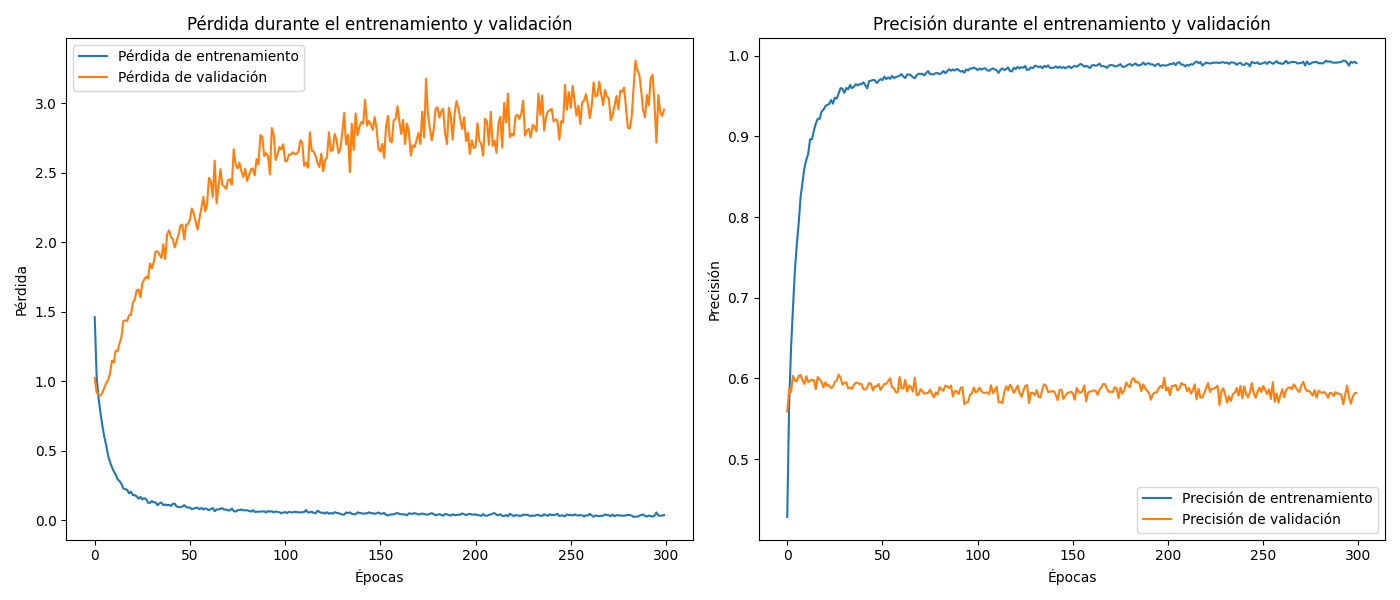 Pérdida durante el entrenamiento y validación
Pérdida de entrenamiento
Pérdida de validación
Pérdida
3.0
2.5
2.0
1.5
1.0
0.5
0.0
0 50 100 150 200 250 300
Épocas
Precisión durante el entrenamiento y validación
Precisión
1.0
0.9
0.8
0.7
0.6
0.5
Precisión de entrenamiento
Precisión de validación
0 50 100 150 200 250 300
Épocas